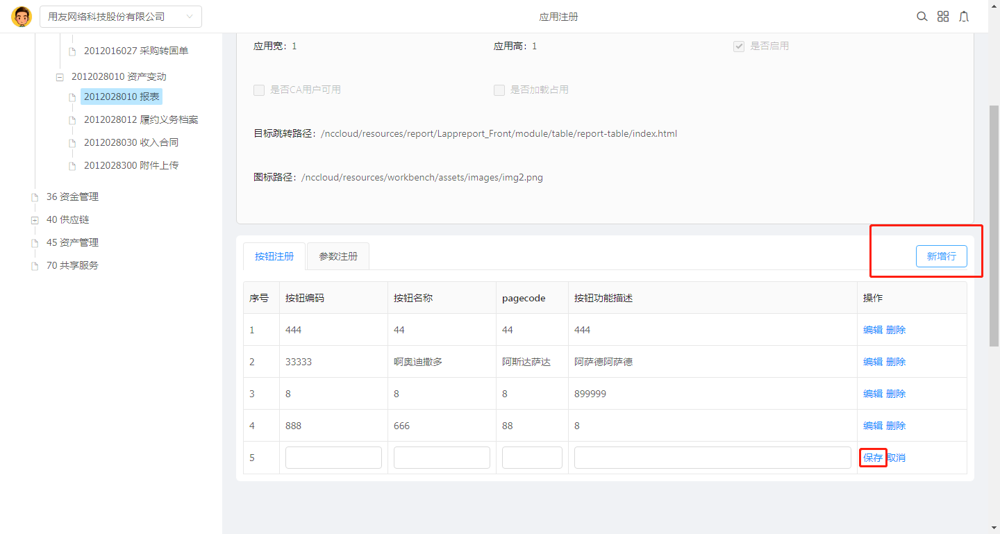 用友网络科技股份有限公司
应用注册
2012016027 采购转固单
2012028010 资产变动
2012028010 报表
2012028012 履约义务档案
2012028030 收入合同
2012028300 附件上传
36 资金管理
40 供应链
45 资产管理
70 共享服务
应用宽：1 应用高：1 是否启用
是否CA用户可用 是否加载占用
目标跳转路径：/nccloud/resources/report/Lappreport_Front/module/table/report-table/index.html
图标路径：/nccloud/resources/workbench/assets/images/img2.png
按钮注册 参数注册 新增行
序号 按钮编码 按钮名称 pagecode 按钮功能描述 操作
1 444 44 44 444 编辑 删除
2 33333 啊奥迪撒多 阿斯达萨达 阿萨德阿萨德 编辑 删除
3 8 8 8 899999 编辑 删除
4 888 666 88 8 编辑 删除
5 保存 取消